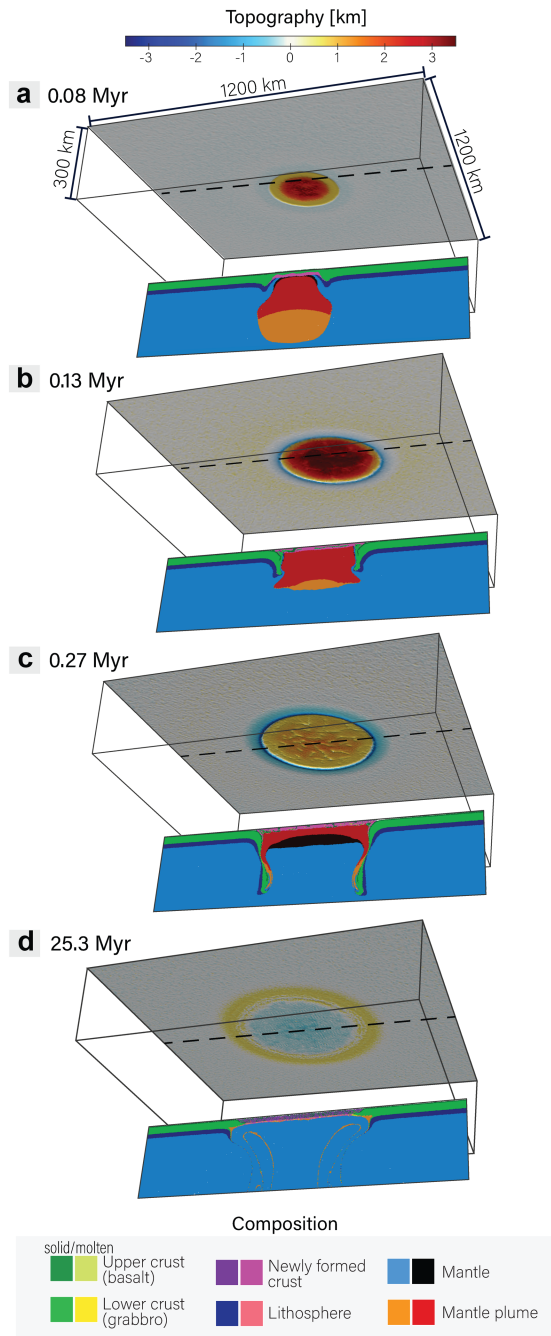 Topography [km]
-3 -2 -1 0 1 2 3
a 0.08 Myr
1200 km
300 km
1200 km
b 0.13 Myr
c 0.27 Myr
d 25.3 Myr
Composition
solid/molten
Upper crust
(basalt)
Newly formed
crust
Mantle
Lower crust
(grabbro)
Lithosphere
Mantle plume